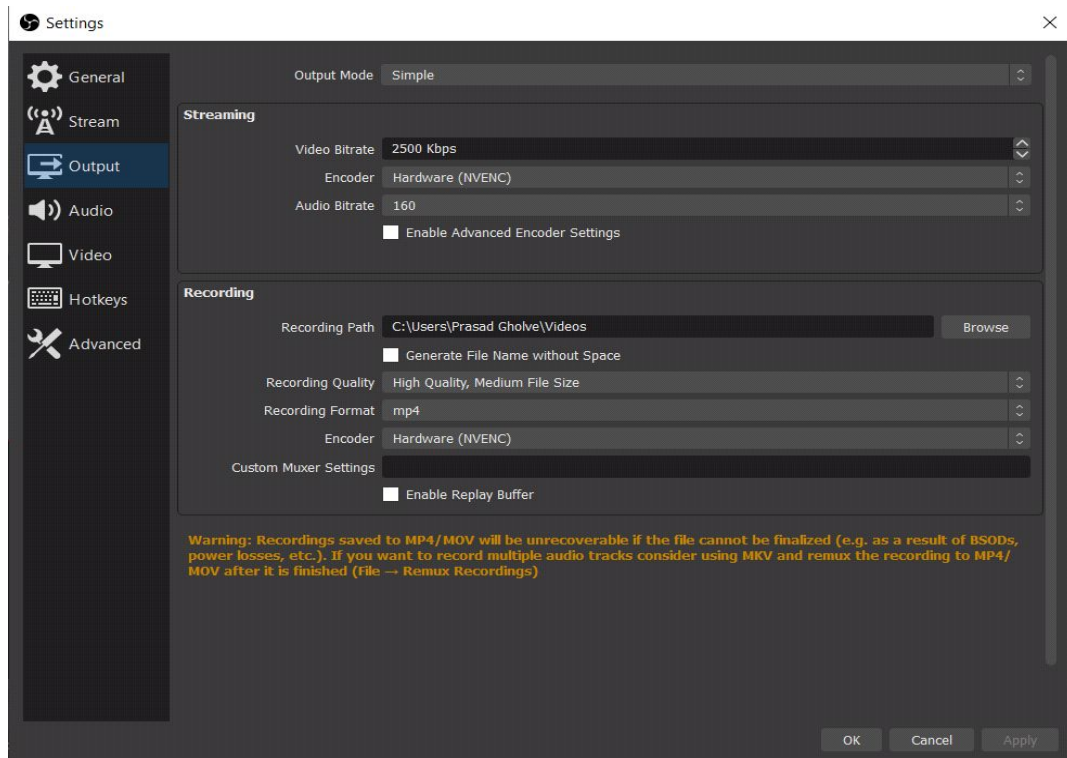 Settings
General
Stream
Output
Audio
Video
Hotkeys
Advanced
Output Mode Simple
Streaming
Video Bitrate 2500 Kbps
Encoder Hardware (NVENC)
Audio Bitrate 160
Enable Advanced Encoder Settings
Recording
Recording Path C:\Users\Prasad Gholve\Videos Browse
Generate File Name without Space
Recording Quality High Quality, Medium File Size
Recording Format mp4
Encoder Hardware (NVENC)
Custom Muxer Settings
Enable Replay Buffer
Warning: Recordings saved to MP4/MOV will be unrecoverable if the file cannot be finalized (e.g. as a result of BSODs,
power losses, etc.). If you want to record multiple audio tracks consider using MKV and remux the recording to MP4/
MOV after it is finished (File → Remux Recordings)
OK Cancel Apply